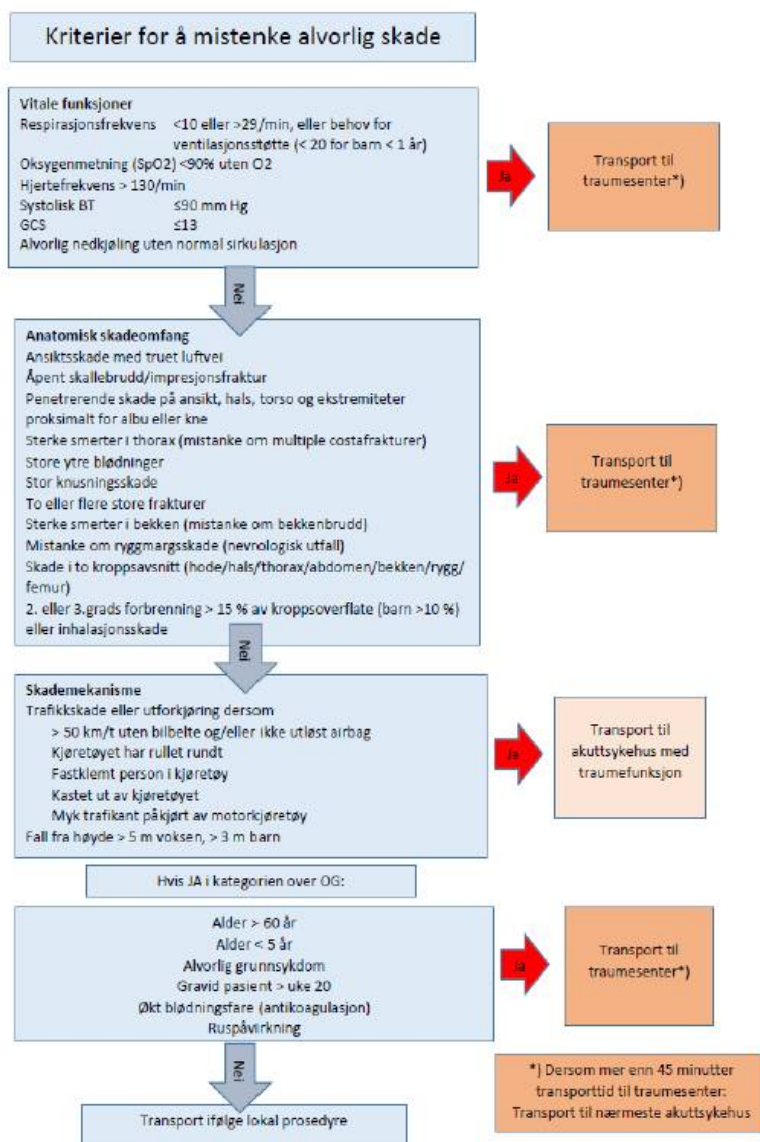 Kriterier for å mistenke alvorlig skade
Vitale funksjoner
Respirasjonsfrekvens <10 eller >29/min, eller behov for
ventilasjonsstøtte (< 20 for barn < 1 år)
Oksygenmetning (SpO2) <90% uten O2
Hjertefrekvens > 130/min
Systolisk BT ≤90 mm Hg
GCS ≤13
Alvorlig nedkjøling uten normal sirkulasjon
Ja
Transport til
traumesenter*)
Nei
Anatomisk skadeomfang
Ansiktsskade med truet luftvei
Åpent skallebrudd/impresjonsfraktur
Penetrerende skade på ansikt, hals, torso og ekstremiteter
proksimalt for albu eller kne
Sterke smerter i thorax (mistanke om multiple costafrakturer)
Store ytre blødninger
Stor knusningsskade
To eller flere store frakturer
Sterke smerter i bekken (mistanke om bekkenbrudd)
Mistanke om ryggmargsskade (nevrologisk utfall)
Skade i to kroppsavsnitt (hode/hals/thorax/abdomen/bekken/rygg/
femur)
2. eller 3.grads forbrenning > 15 % av kroppsoverflate (barn >10 %)
eller inhalasjonsskade
Ja
Transport til
traumesenter*)
Nei
Skademekanisme
Trafikkskade eller utforkjøring dersom
> 50 km/t uten bilbelte og/eller ikke utløst airbag
Kjøretøyet har rullet rundt
Fastklemt person i kjøretøy
Kastet ut av kjøretøyet
Myk trafikant påkjørt av motorkjøretøy
Fall fra høyde > 5 m voksen, > 3 m barn
Ja
Transport til
akuttsykehus med
traumefunksjon
Hvis JA i kategorien over OG:
Alder > 60 år
Alder < 5 år
Alvorlig grunnsykdom
Gravid pasient > uke 20
Økt blødningsfare (antikoagulasjon)
Ruspåvirkning
Ja
Transport til
traumesenter*)
Nei
Transport ifølge lokal prosedyre
*) Dersom mer enn 45 minutter
transporttid til traumesenter:
Transport til nærmeste akuttsykehus